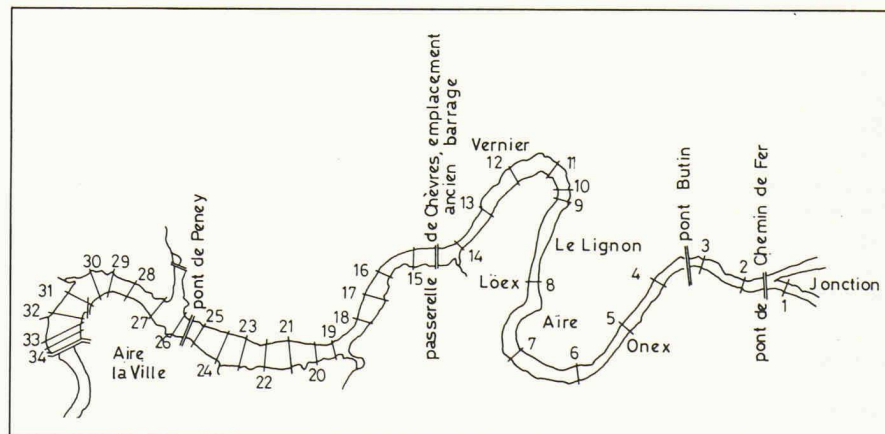 passerelle de Chèvres, emplacement
ancien barrage
Vernier
12
11
10
9
13
14
Le Lignon
pont Butin
3
pont de Chemin de Fer
2
1
Jonction
4
Löex
8
Aire
5
Onex
7
6
pont de Peney
30
29
28
31
32
33
34
27
26
Aire
la Ville
25
23
21
19
24
22
20
16
15
17
18